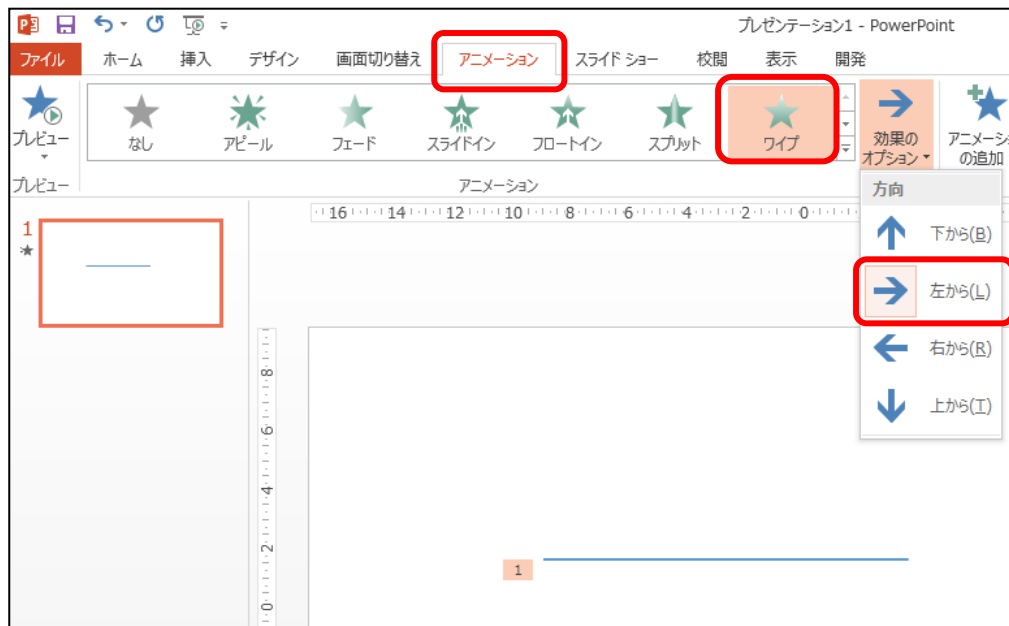 プレゼンテーション1 - PowerPoint
ファイル ホーム 挿入 デザイン 画面切り替え アニメーション スライド ショー 校閲 表示 開発
プレビュー なし アピール フェード スライドイン フロートイン スプリット ワイプ 効果の オプション アニメーシ の追加
プレビュー アニメーション
方向
下から(B)
左から(L)
右から(R)
上から(T)
16 14 12 10 8 6 4 2 0
1
8
6
4
2
0
1